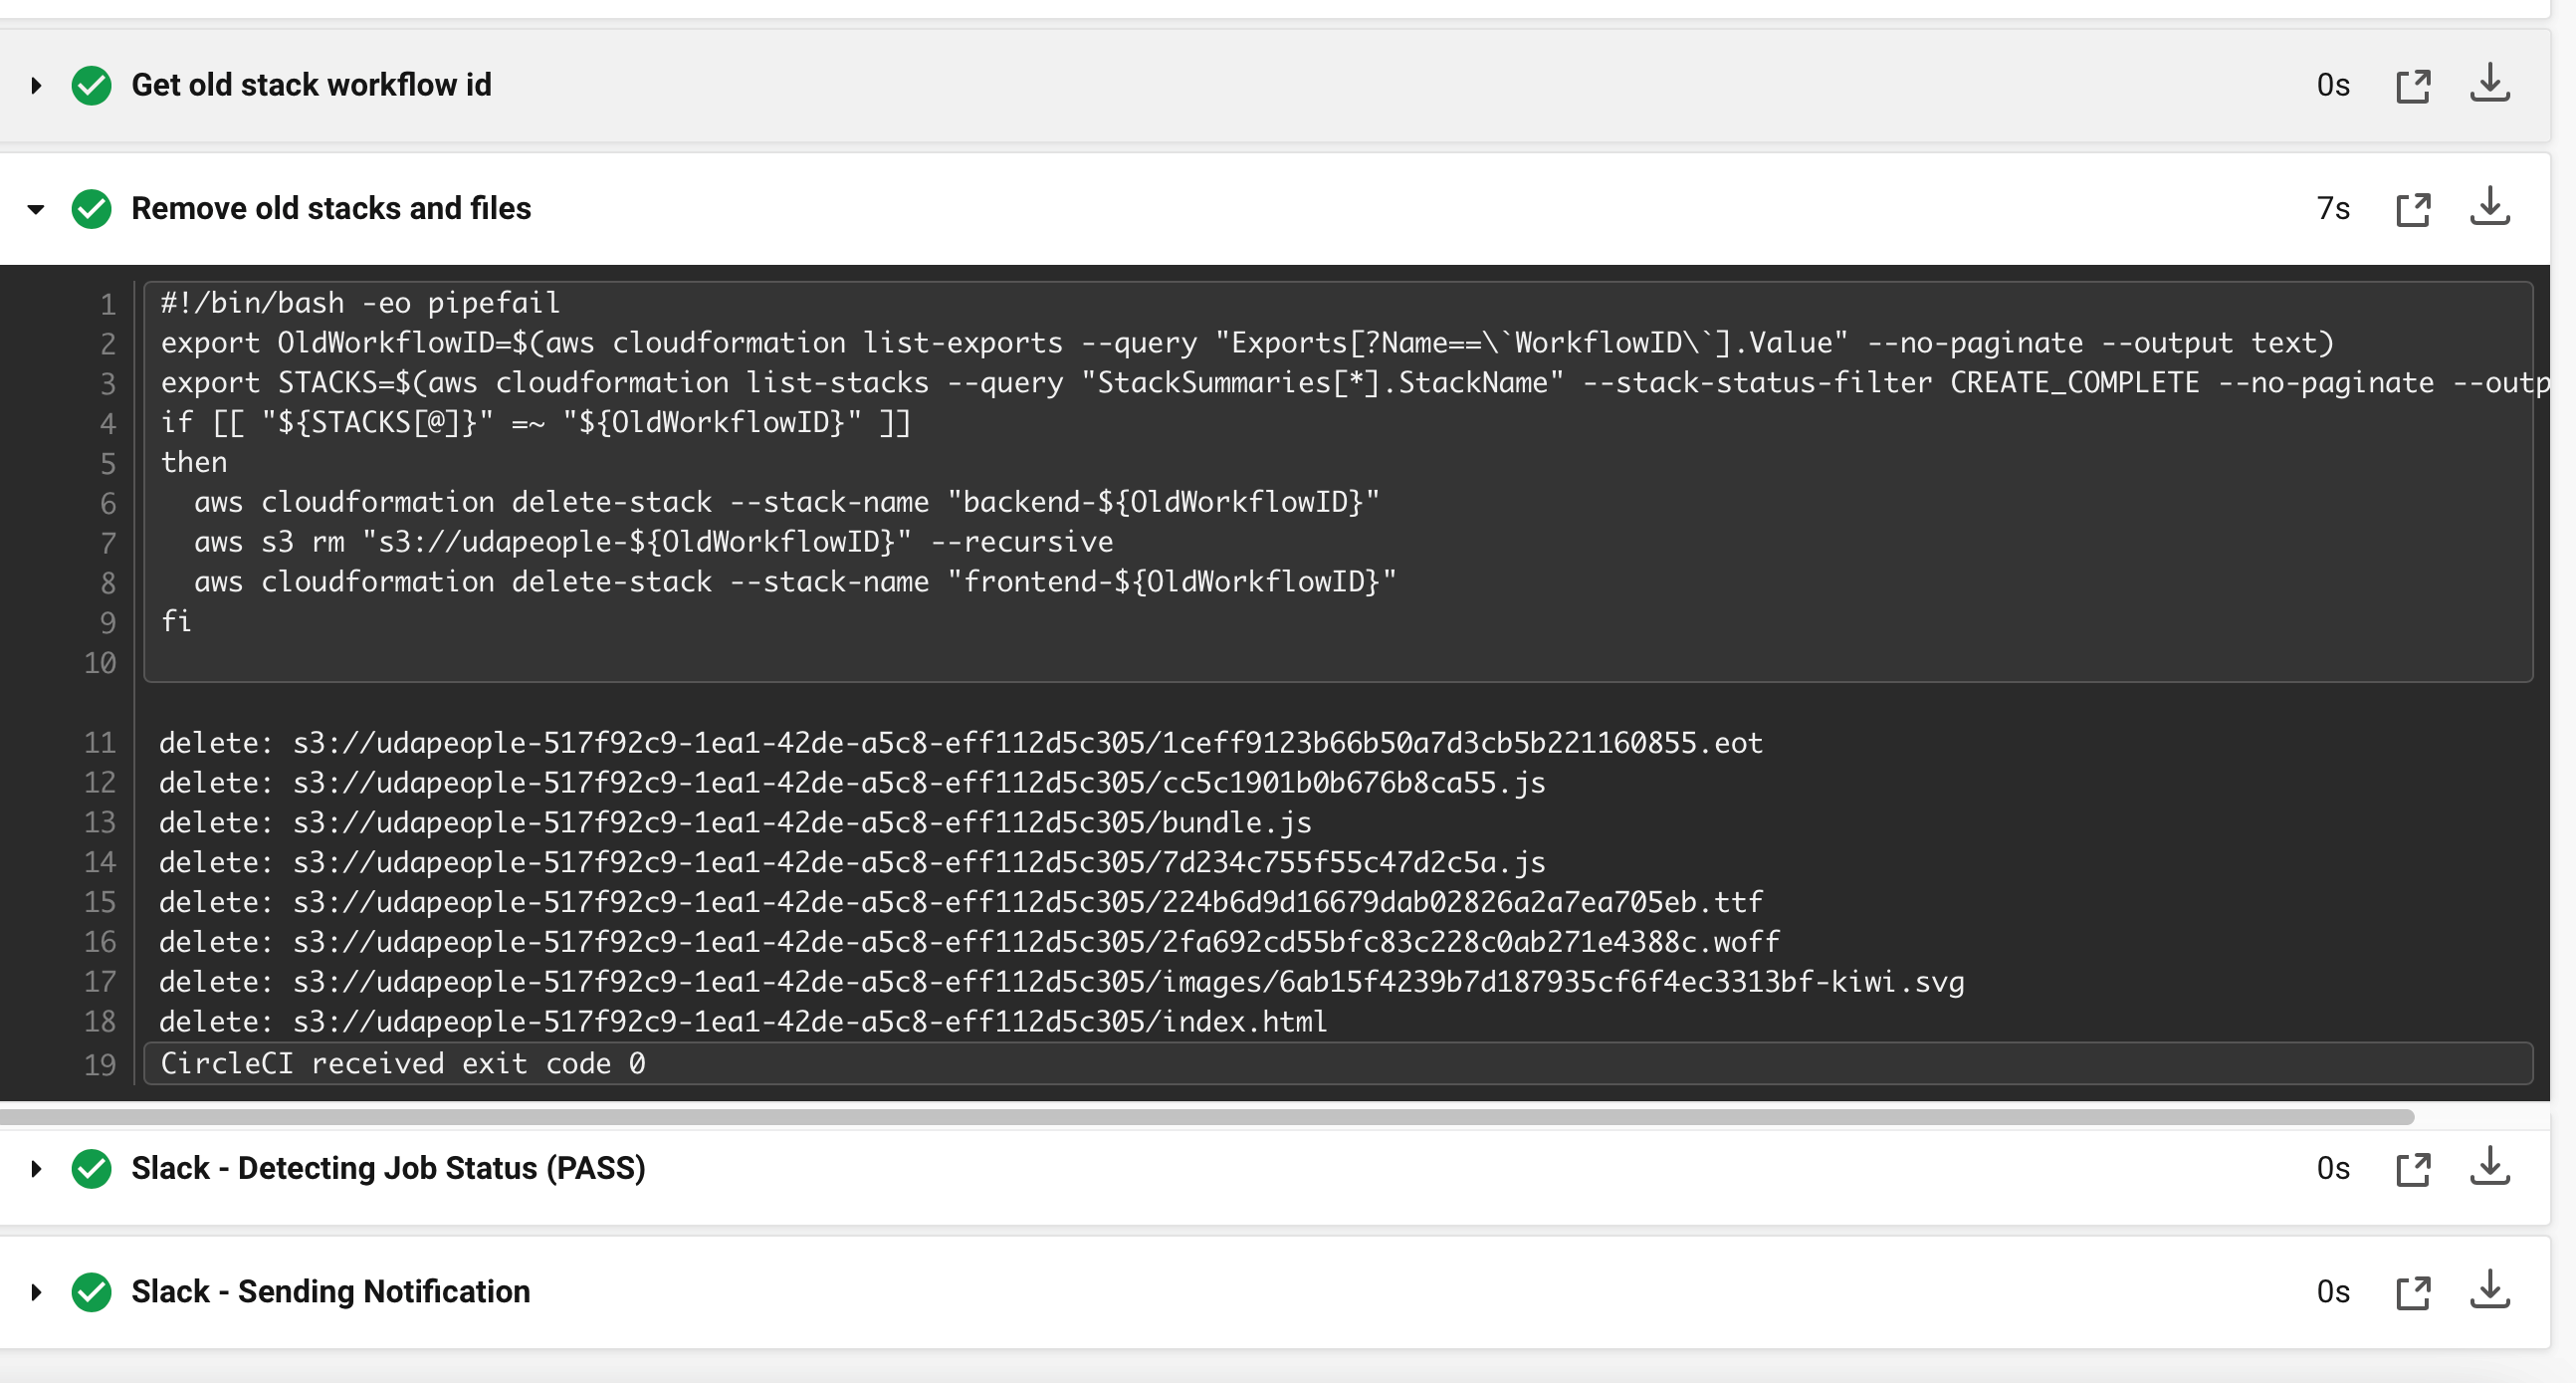 Get old stack workflow id 0s
Remove old stacks and files 7s
1 #!/bin/bash -eo pipefail
2 export OldWorkflowID=$(aws cloudformation list-exports --query "Exports[?Name==\`WorkflowID\`].Value" --no-paginate --output text)
3 export STACKS=$(aws cloudformation list-stacks --query "StackSummaries[*].StackName" --stack-status-filter CREATE_COMPLETE --no-paginate --outp
4 if [[ "${STACKS[@]}" =~ "${OldWorkflowID}" ]]
5 then
6   aws cloudformation delete-stack --stack-name "backend-${OldWorkflowID}"
7   aws s3 rm "s3://udapeople-${OldWorkflowID}" --recursive
8   aws cloudformation delete-stack --stack-name "frontend-${OldWorkflowID}"
9 fi
10
11 delete: s3://udapeople-517f92c9-1ea1-42de-a5c8-eff112d5c305/1ceff9123b66b50a7d3cb5b221160855.eot
12 delete: s3://udapeople-517f92c9-1ea1-42de-a5c8-eff112d5c305/cc5c1901b0b676b8ca55.js
13 delete: s3://udapeople-517f92c9-1ea1-42de-a5c8-eff112d5c305/bundle.js
14 delete: s3://udapeople-517f92c9-1ea1-42de-a5c8-eff112d5c305/7d234c755f55c47d2c5a.js
15 delete: s3://udapeople-517f92c9-1ea1-42de-a5c8-eff112d5c305/224b6d9d16679dab02826a2a7ea705eb.ttf
16 delete: s3://udapeople-517f92c9-1ea1-42de-a5c8-eff112d5c305/2fa692cd55bfc83c228c0ab271e4388c.woff
17 delete: s3://udapeople-517f92c9-1ea1-42de-a5c8-eff112d5c305/images/6ab15f4239b7d187935cf6f4ec3313bf-kiwi.svg
18 delete: s3://udapeople-517f92c9-1ea1-42de-a5c8-eff112d5c305/index.html
19 CircleCI received exit code 0
Slack - Detecting Job Status (PASS) 0s
Slack - Sending Notification 0s